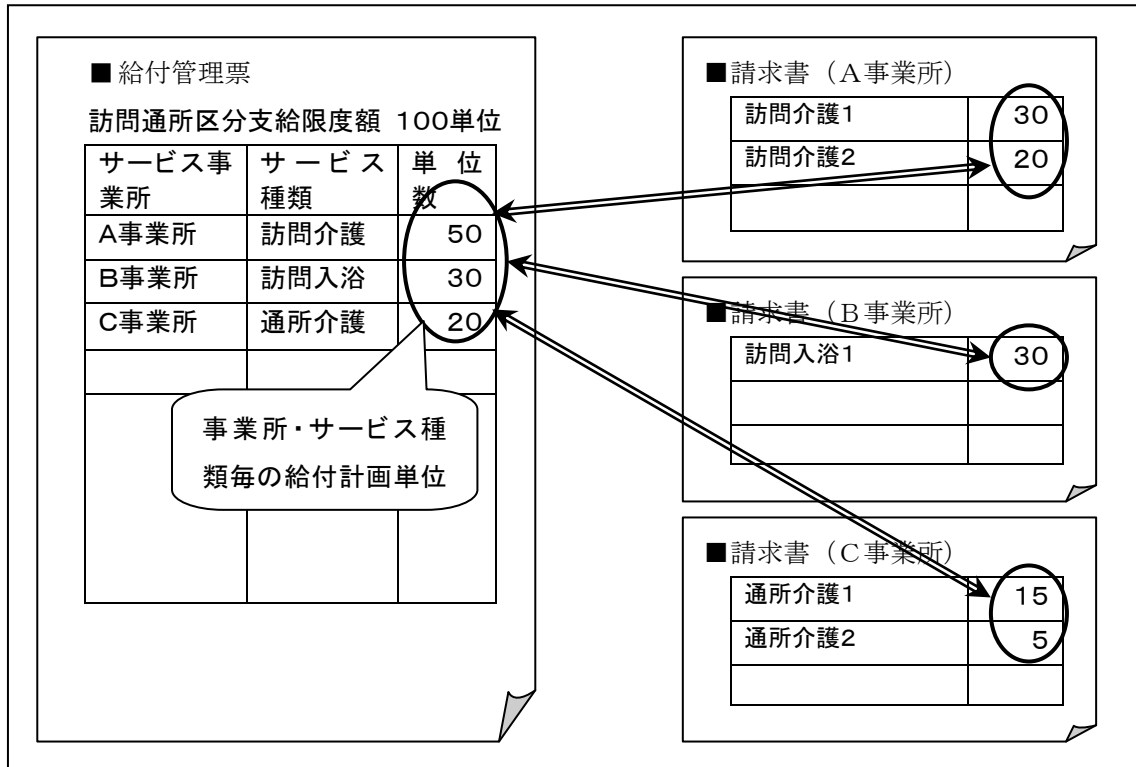 ■ 給付管理票
訪問通所区分支給限度額 100単位
サービス事業所 サービス種類 単位数
A事業所 訪問介護 50
B事業所 訪問入浴 30
C事業所 通所介護 20
事業所・サービス種
類毎の給付計画単位
■請求書（A事業所）
訪問介護1 30
訪問介護2 20
■請求書（B事業所）
訪問入浴1 30
■請求書（C事業所）
通所介護1 15
通所介護2 5